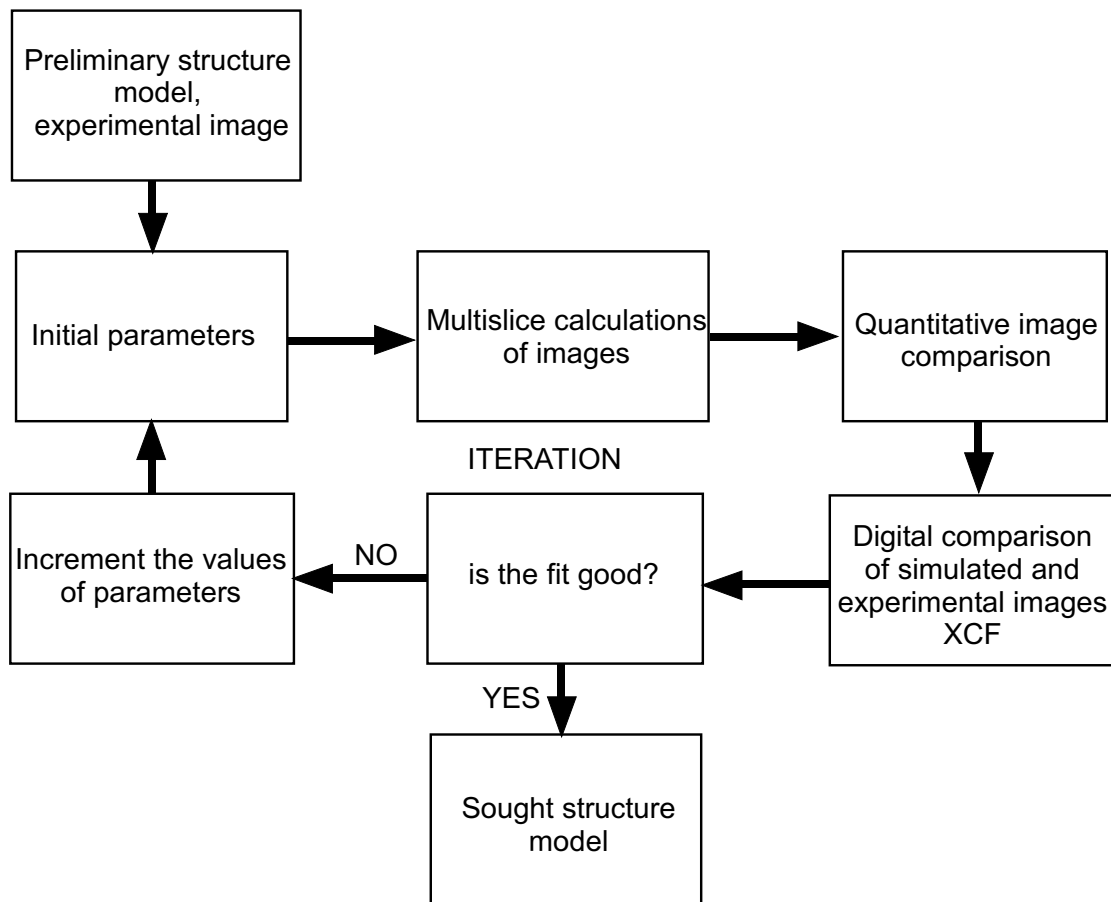 Preliminary structure
model,
experimental image
Initial parameters
Multislice calculations
of images
Quantitative image
comparison
ITERATION
Increment the values
of parameters
NO
is the fit good?
Digital comparison
of simulated and
experimental images
XCF
YES
Sought structure
model